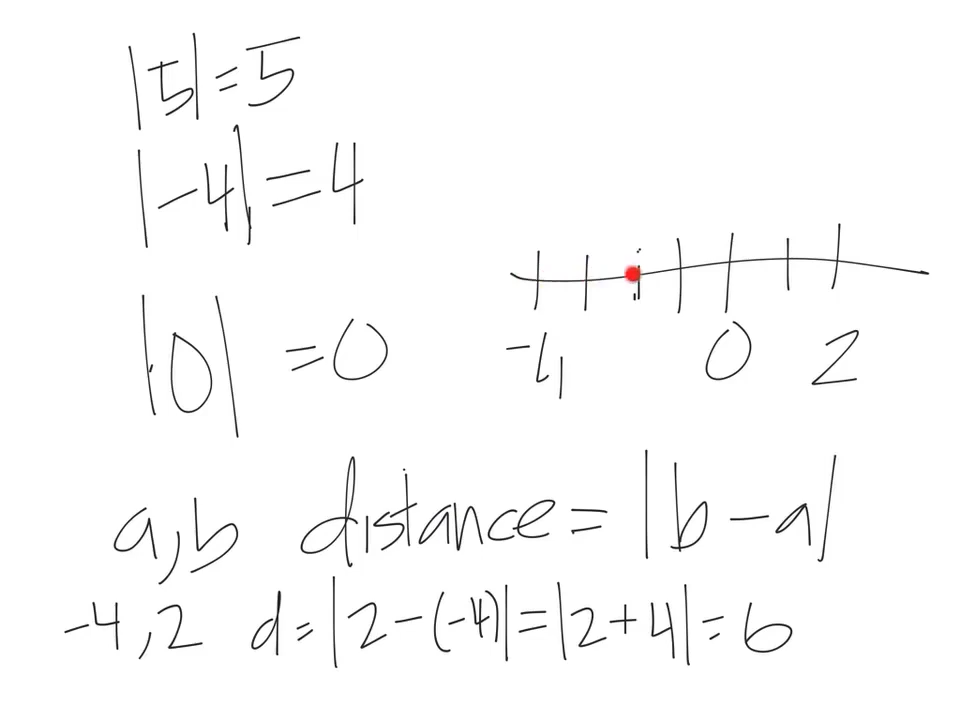 |5| = 5
|-4| = 4
|0| = 0
-4 0 2
a,b distance = |b-a|
-4,2 d = |2-(-4)| = |2+4| = 6